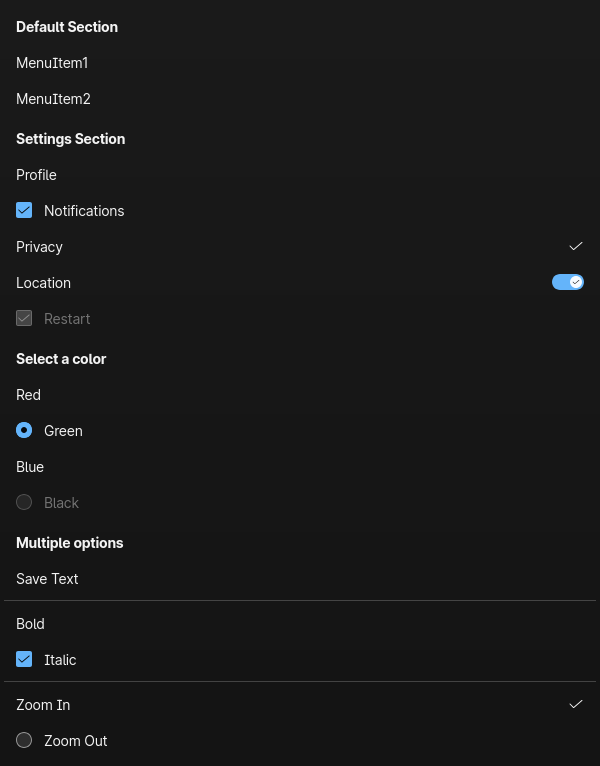 Default Section
MenuItem1
MenuItem2
Settings Section
Profile
Notifications
Privacy
Location
Restart
Select a color
Red
Green
Blue
Black
Multiple options
Save Text
Bold
Italic
Zoom In
Zoom Out